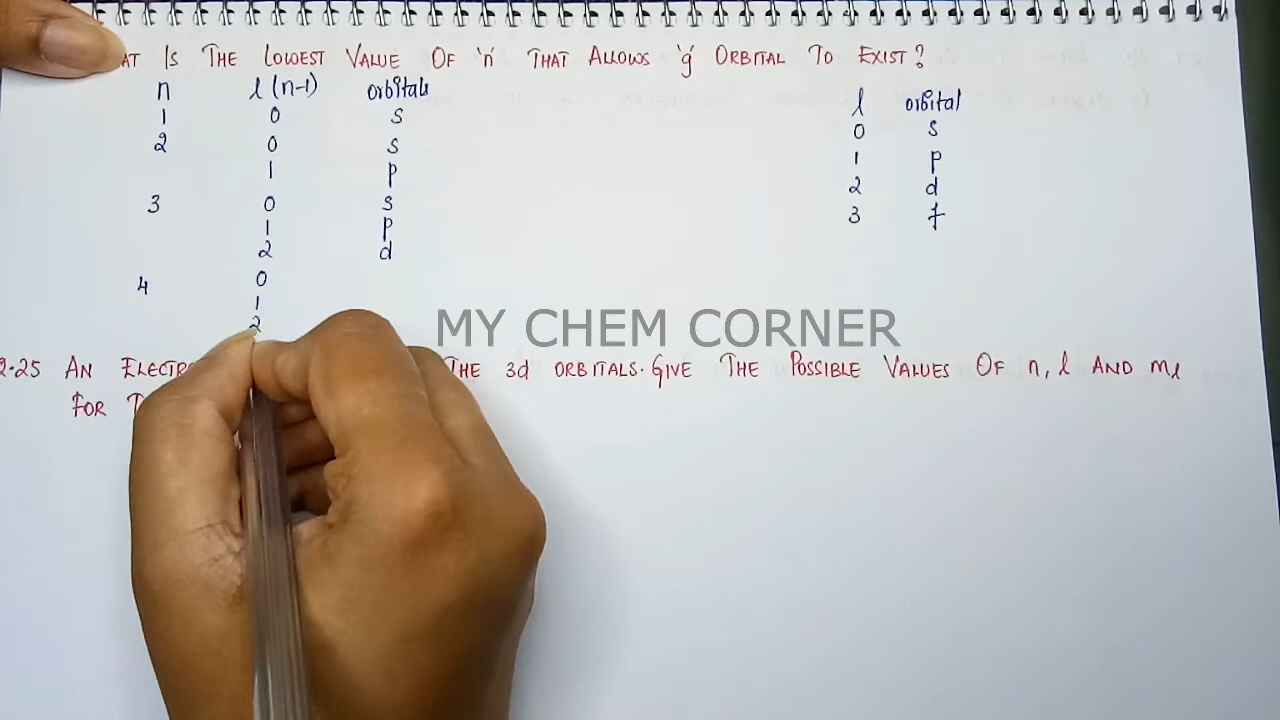 AT IS THE LOWEST VALUE OF 'n' THAT ALLOWS 'g' ORBITAL TO EXIST?
n l (n-1) orbitals
1 0 s
2 0 s
1 p
3 0 s
1 p
2 d
4 0
1
2
l orbital
0 s
1 p
2 d
3 f
MY CHEM CORNER
2.25 AN ELECTRO THE 3d ORBITALS. GIVE THE POSSIBLE VALUES OF n, l AND ml
FOR